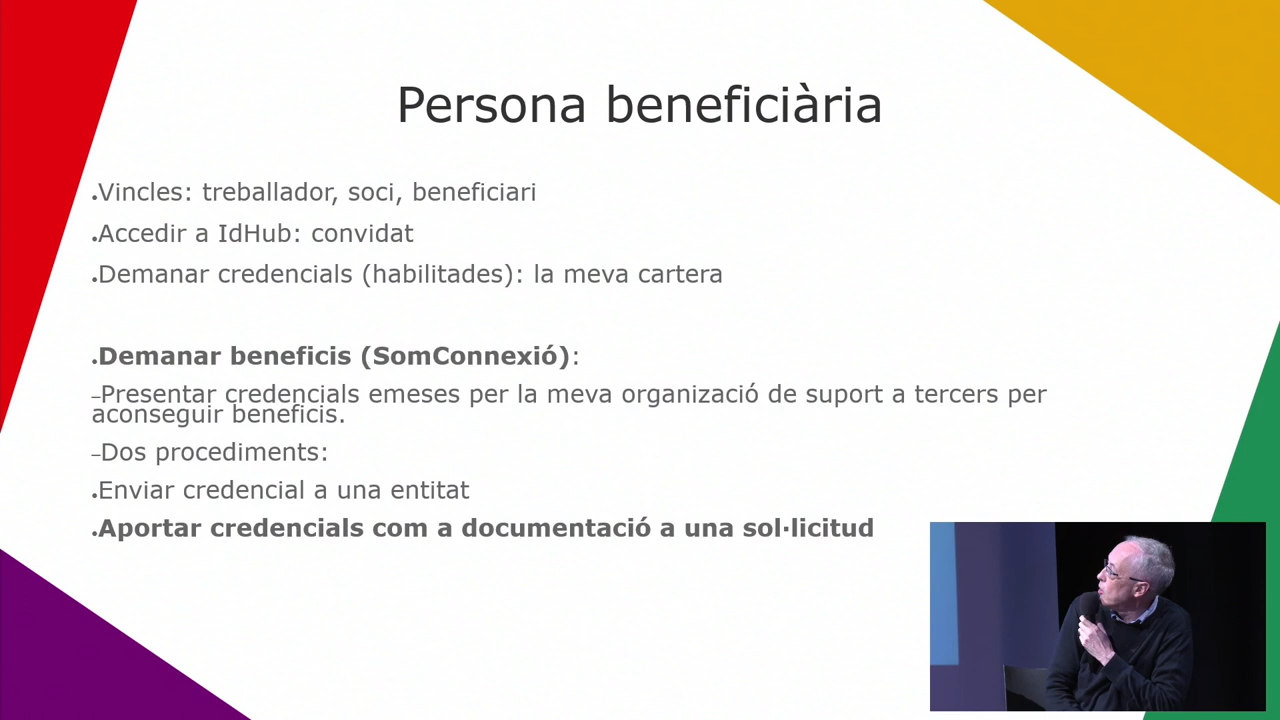 Persona beneficiària
.Vincles: treballador, soci, beneficiari
.Accedir a IdHub: convidat
.Demanar credencials (habilitades): la meva cartera
.Demanar beneficis (SomConnexió):
–Presentar credencials emeses per la meva organizació de suport a tercers per
aconseguir beneficis.
–Dos procediments:
.Enviar credencial a una entitat
.Aportar credencials com a documentació a una sol·licitud